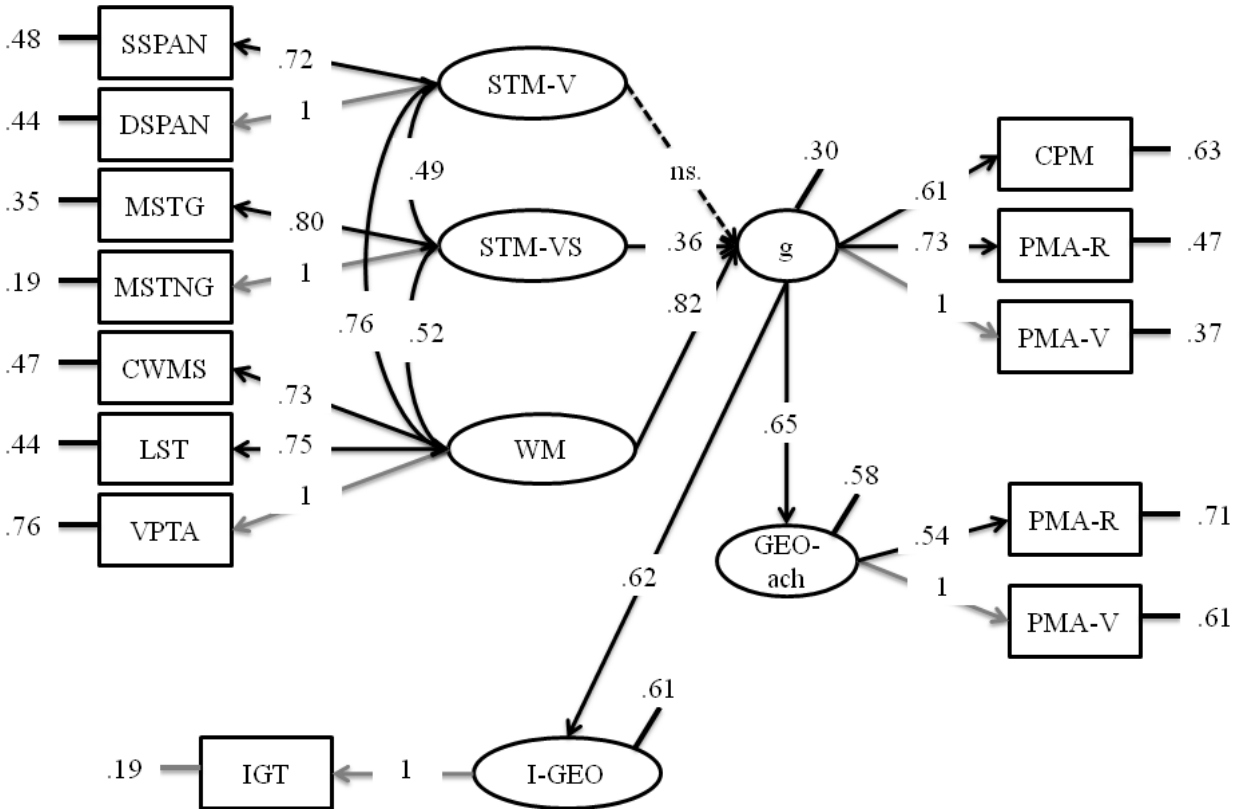 .48
SSPAN
.72
STM-V
.44
DSPAN
1
.49
ns.
.30
CPM
.63
.61
.35
MSTG
.80
STM-VS
.36
g
.73
PMA-R
.47
.19
MSTNG
1
.76
.52
.82
1
PMA-V
.37
.47
CWMS
.73
.44
LST
.75
WM
.65
.76
VPTA
1
.58
GEO-
ach
.54
PMA-R
.71
.62
1
PMA-V
.61
.61
.19
IGT
1
I-GEO